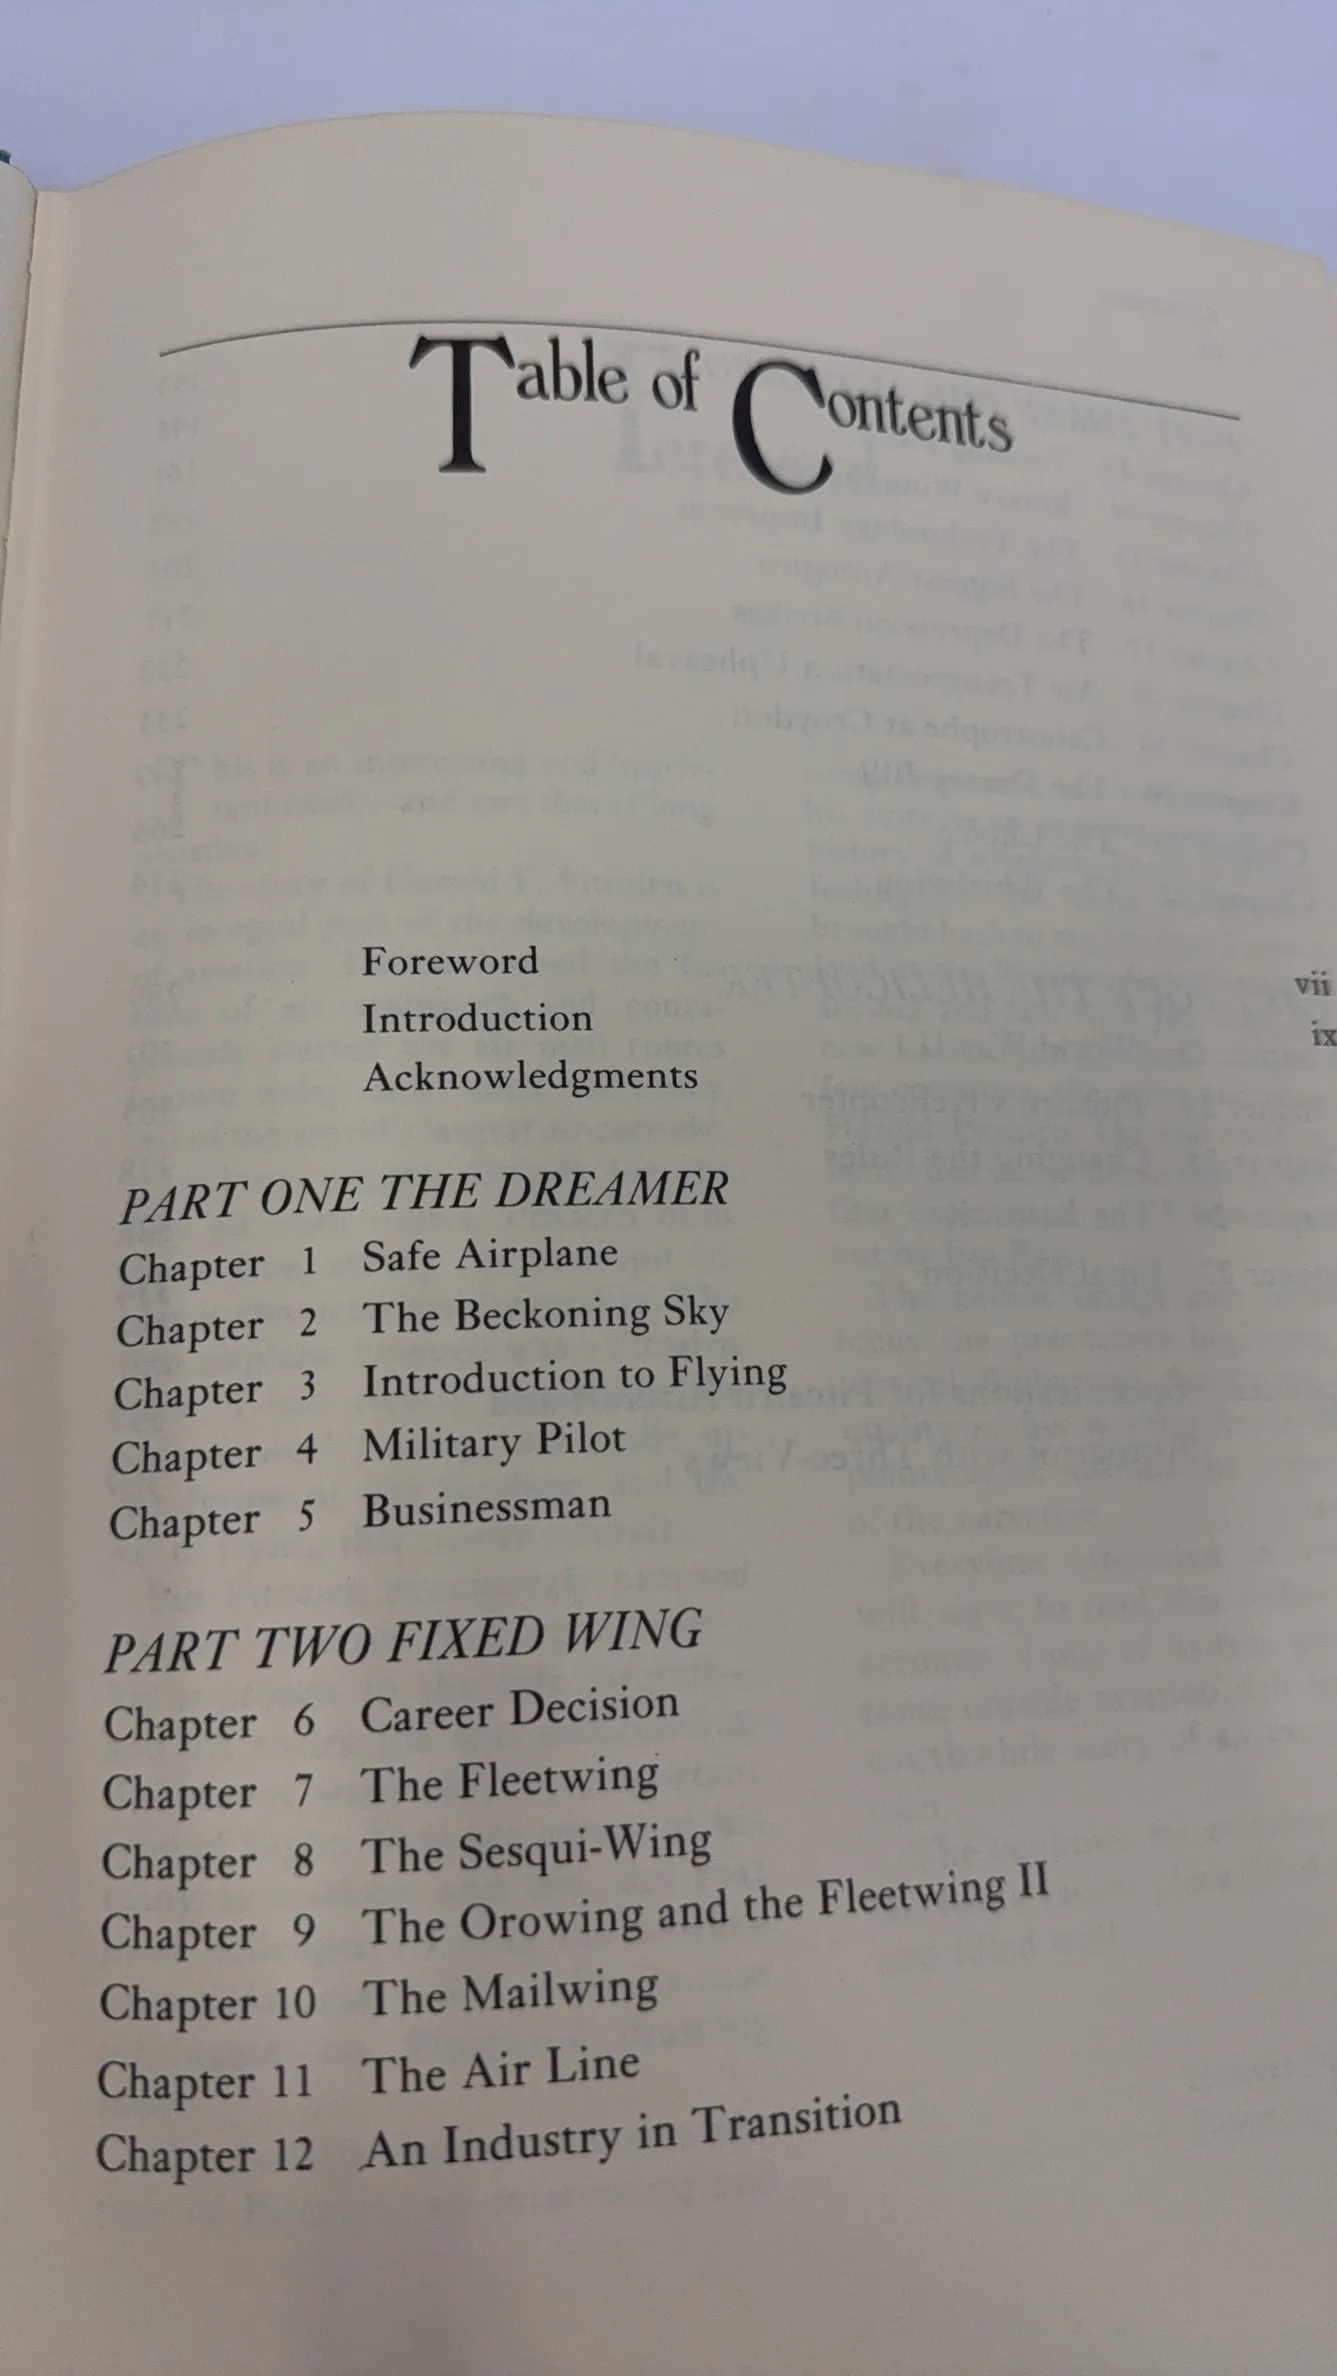 Table of Contents
Foreword vii
Introduction ix
Acknowledgments
PART ONE THE DREAMER
Chapter 1 Safe Airplane
Chapter 2 The Beckoning Sky
Chapter 3 Introduction to Flying
Chapter 4 Military Pilot
Chapter 5 Businessman
PART TWO FIXED WING
Chapter 6 Career Decision
Chapter 7 The Fleetwing
Chapter 8 The Sesqui-Wing
Chapter 9 The Orowing and the Fleetwing II
Chapter 10 The Mailwing
Chapter 11 The Air Line
Chapter 12 An Industry in Transition